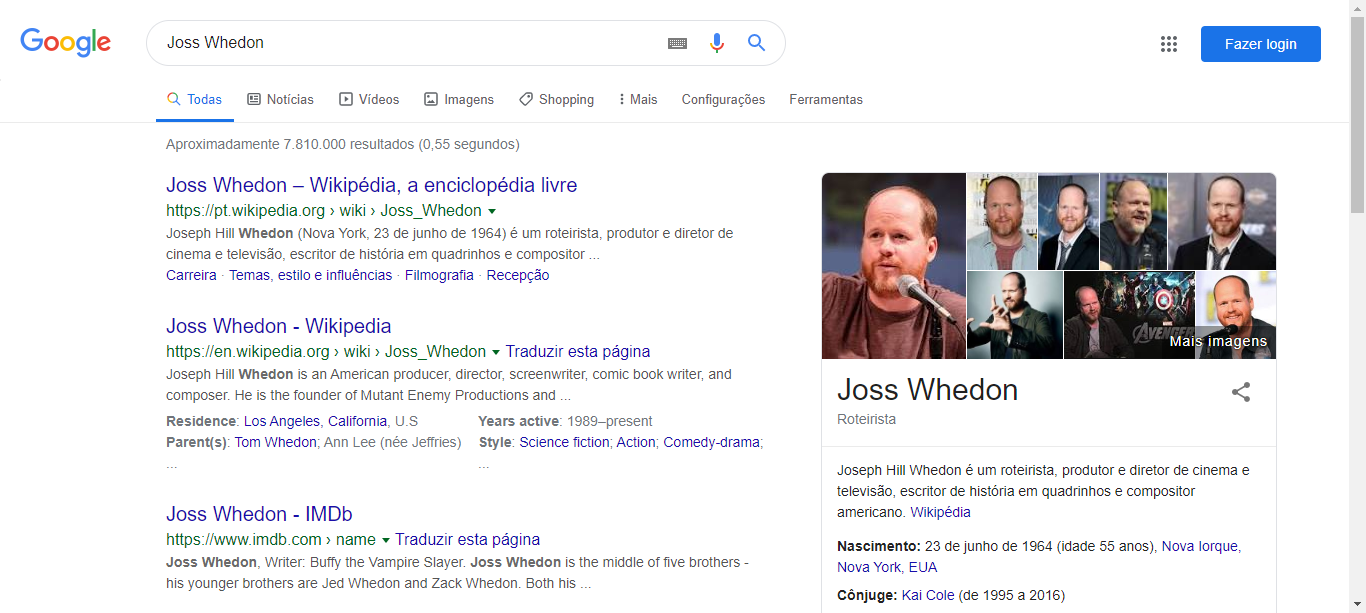 Google
Joss Whedon
Fazer login
Todas
Notícias
Vídeos
Imagens
Shopping
Mais
Configurações
Ferramentas
Aproximadamente 7.810.000 resultados (0,55 segundos)
Joss Whedon – Wikipédia, a enciclopédia livre
https://pt.wikipedia.org › wiki › Joss_Whedon
Joseph Hill Whedon (Nova York, 23 de junho de 1964) é um roteirista, produtor e diretor de
cinema e televisão, escritor de história em quadrinhos e compositor ...
Carreira · Temas, estilo e influências · Filmografia · Recepção
Joss Whedon - Wikipedia
https://en.wikipedia.org › wiki › Joss_Whedon Traduzir esta página
Joseph Hill Whedon is an American producer, director, screenwriter, comic book writer, and
composer. He is the founder of Mutant Enemy Productions and ...
Residence: Los Angeles, California, U.S
Years active: 1989–present
Parent(s): Tom Whedon; Ann Lee (née Jeffries)
Style: Science fiction; Action; Comedy-drama;
...
...
Joss Whedon - IMDb
https://www.imdb.com › name Traduzir esta página
Joss Whedon, Writer: Buffy the Vampire Slayer. Joss Whedon is the middle of five brothers -
his younger brothers are Jed Whedon and Zack Whedon. Both his ...
AVENGERS
Mais imagens
Joss Whedon
Roteirista
Joseph Hill Whedon é um roteirista, produtor e diretor de cinema e
televisão, escritor de história em quadrinhos e compositor
americano. Wikipédia
Nascimento: 23 de junho de 1964 (idade 55 anos), Nova Iorque,
Nova York, EUA
Cônjuge: Kai Cole (de 1995 a 2016)